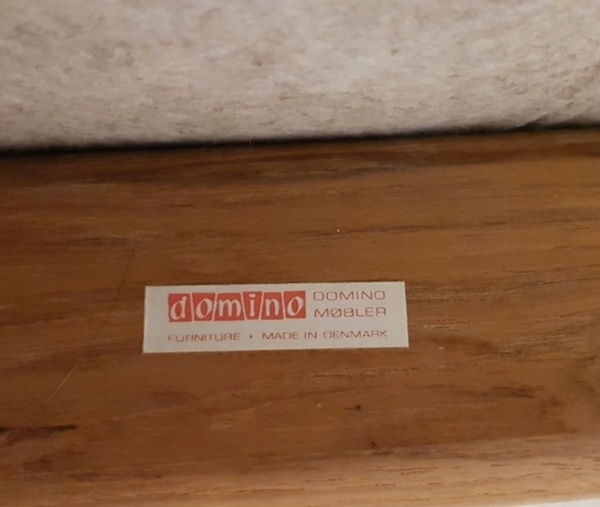 domino DOMINO
MØBLER
FURNITURE • MADE IN DENMARK